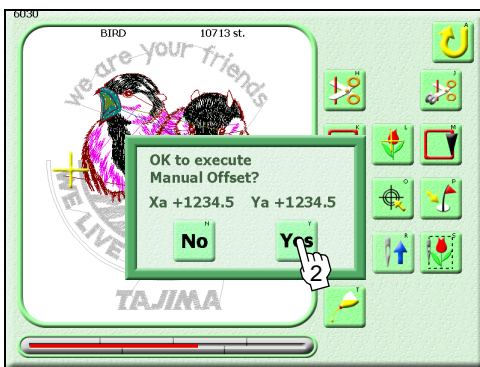 6030
BIRD 10713 st.
we are your friends
A
H
J
K
L
M
OK to execute
Manual Offset?
Xa +1234.5 Ya +1234.5
O
P
N
No
Y
Yes
R
S
2
WE LIVE
TAJIMA
T